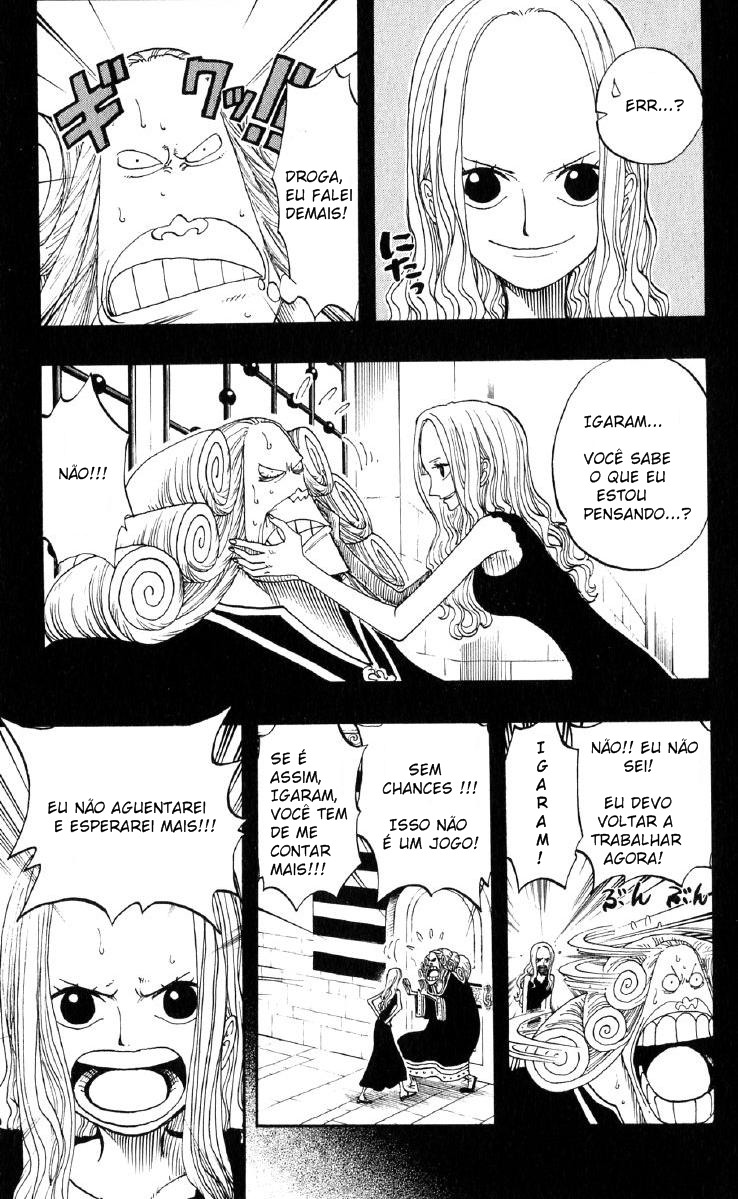 ERR...?
にたっ
ギクッ!!
DROGA,
EU FALEI
DEMAIS!
IGARAM...
VOCÊ SABE
O QUE EU
ESTOU
PENSANDO...?
NÃO!!!
NÃO!! EU NÃO
SEI!
EU DEVO
VOLTAR A
TRABALHAR
AGORA!
I
G
A
R
A
M
!
ぶん ぶん
SEM
CHANCES !!!
ISSO NÃO
É UM JOGO!
SE É
ASSIM,
IGARAM,
VOCÊ TEM
DE ME
CONTAR
MAIS!!!
EU NÃO AGUENTAREI
E ESPERAREI MAIS!!!